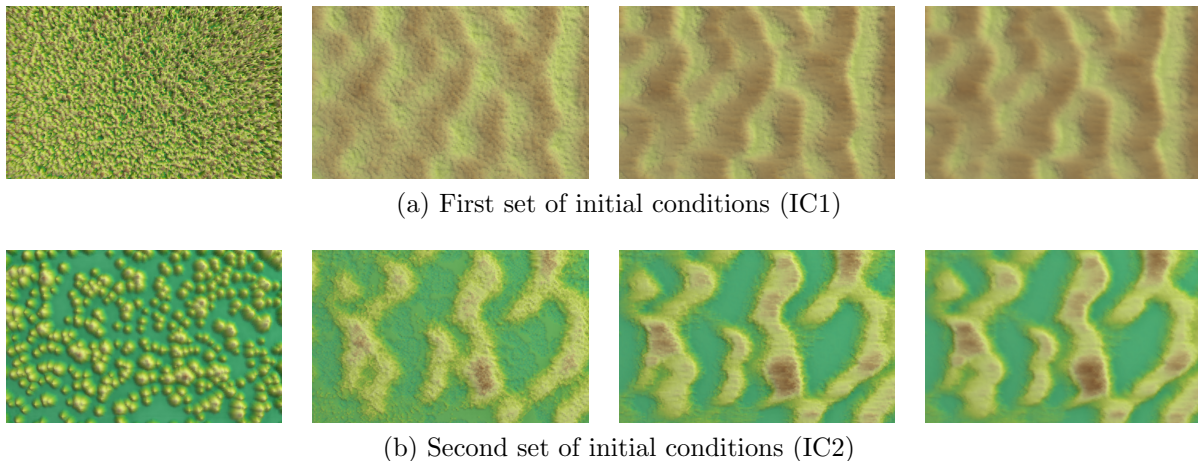 (a) First set of initial conditions (IC1)
(b) Second set of initial conditions (IC2)